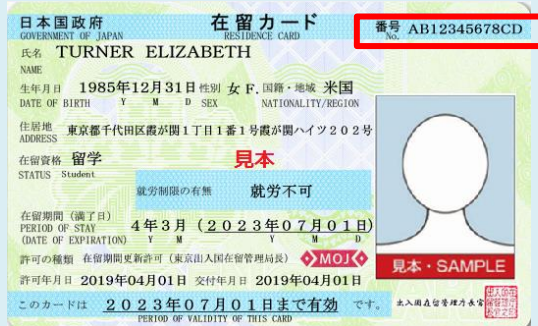 日本国政府 在留カード 番号 AB12345678CD
GOVERNMENT OF JAPAN RESIDENCE CARD No.
氏名 TURNER ELIZABETH
NAME
生年月日 1985年12月31日 性別 女 F. 国籍・地域 米国
DATE OF BIRTH Y M D SEX NATIONALITY/REGION
住居地 東京都千代田区霞が関1丁目1番1号霞が関ハイツ202号
ADDRESS
在留資格 留学 見本
STATUS Student
就労制限の有無 就労不可
在留期間(満了日) 4年3月(2023年07月01日)
PERIOD OF STAY Y M Y M D
(DATE OF EXPIRATION)
許可の種類 在留期間更新許可(東京出入国在留管理局長) MOJ
見本・SAMPLE
許可年月日 2019年04月01日 交付年月日 2019年04月01日
このカードは 2023年07月01日まで有効 です。 出入国在留管理庁長官
PERIOD OF VALIDITY OF THIS CARD